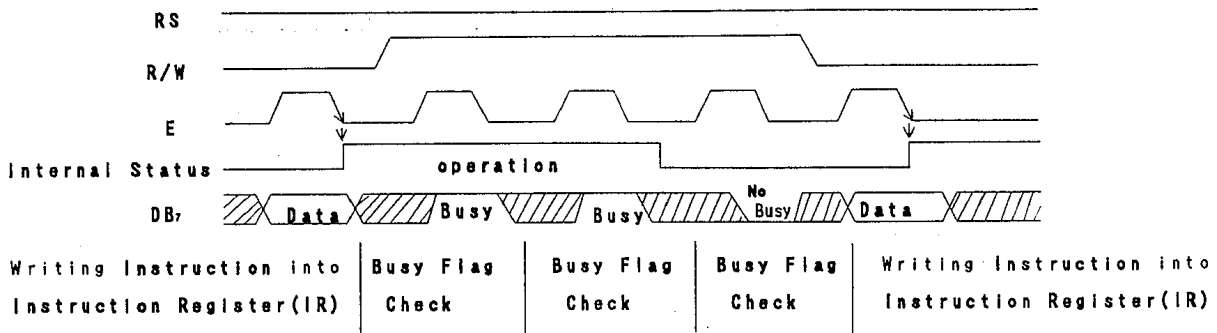 RS
R/W
E
Internal Status operation
DB₇ Data Busy Busy No Busy Data
Writing Instruction into Busy Flag Busy Flag Busy Flag Writing Instruction into
Instruction Register(IR) Check Check Check Instruction Register(IR)